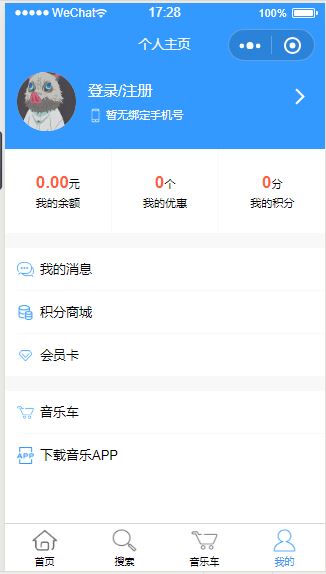 WeChat 17:28 100%
个人主页
登录/注册
暂无绑定手机号
0.00元 0个 0分
我的余额 我的优惠 我的积分
我的消息
积分商城
会员卡
音乐车
APP 下载音乐APP
首页 搜索 音乐车 我的